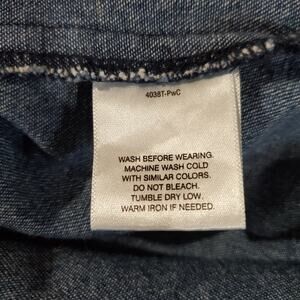 4038T-PwC
WASH BEFORE WEARING.
MACHINE WASH COLD
WITH SIMILAR COLORS.
DO NOT BLEACH.
TUMBLE DRY LOW.
WARM IRON IF NEEDED.